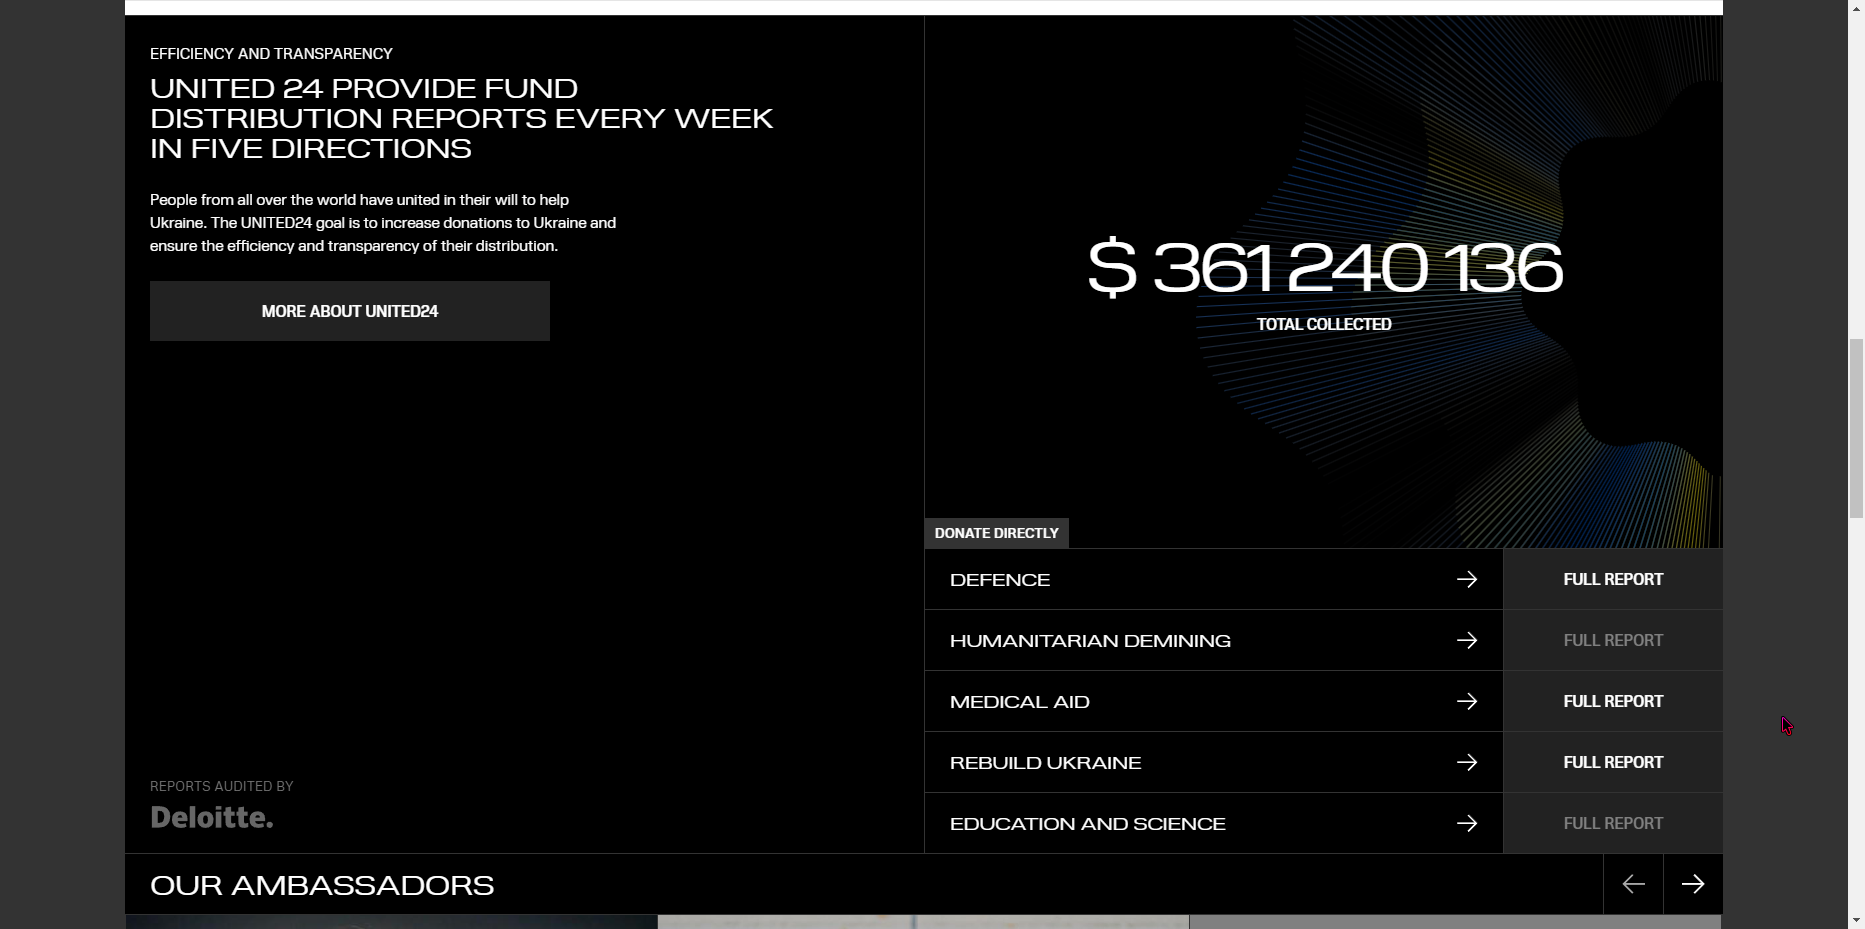 EFFICIENCY AND TRANSPARENCY
UNITED 24 PROVIDE FUND
DISTRIBUTION REPORTS EVERY WEEK
IN FIVE DIRECTIONS
People from all over the world have united in their will to help
Ukraine. The UNITED24 goal is to increase donations to Ukraine and
ensure the efficiency and transparency of their distribution.
MORE ABOUT UNITED24
REPORTS AUDITED BY
Deloitte.
$ 361 240 136
TOTAL COLLECTED
DONATE DIRECTLY
DEFENCE → FULL REPORT
HUMANITARIAN DEMINING → FULL REPORT
MEDICAL AID → FULL REPORT
REBUILD UKRAINE → FULL REPORT
EDUCATION AND SCIENCE → FULL REPORT
OUR AMBASSADORS ← →